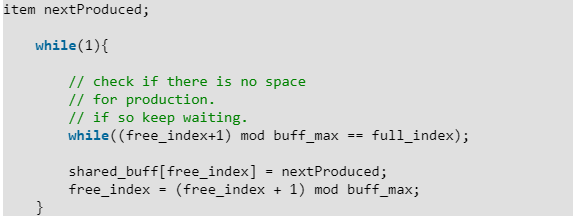 item nextProduced;
while(1){
// check if there is no space
// for production.
// if so keep waiting.
while((free_index+1) mod buff_max == full_index);
shared_buff[free_index] = nextProduced;
free_index = (free_index + 1) mod buff_max;
}